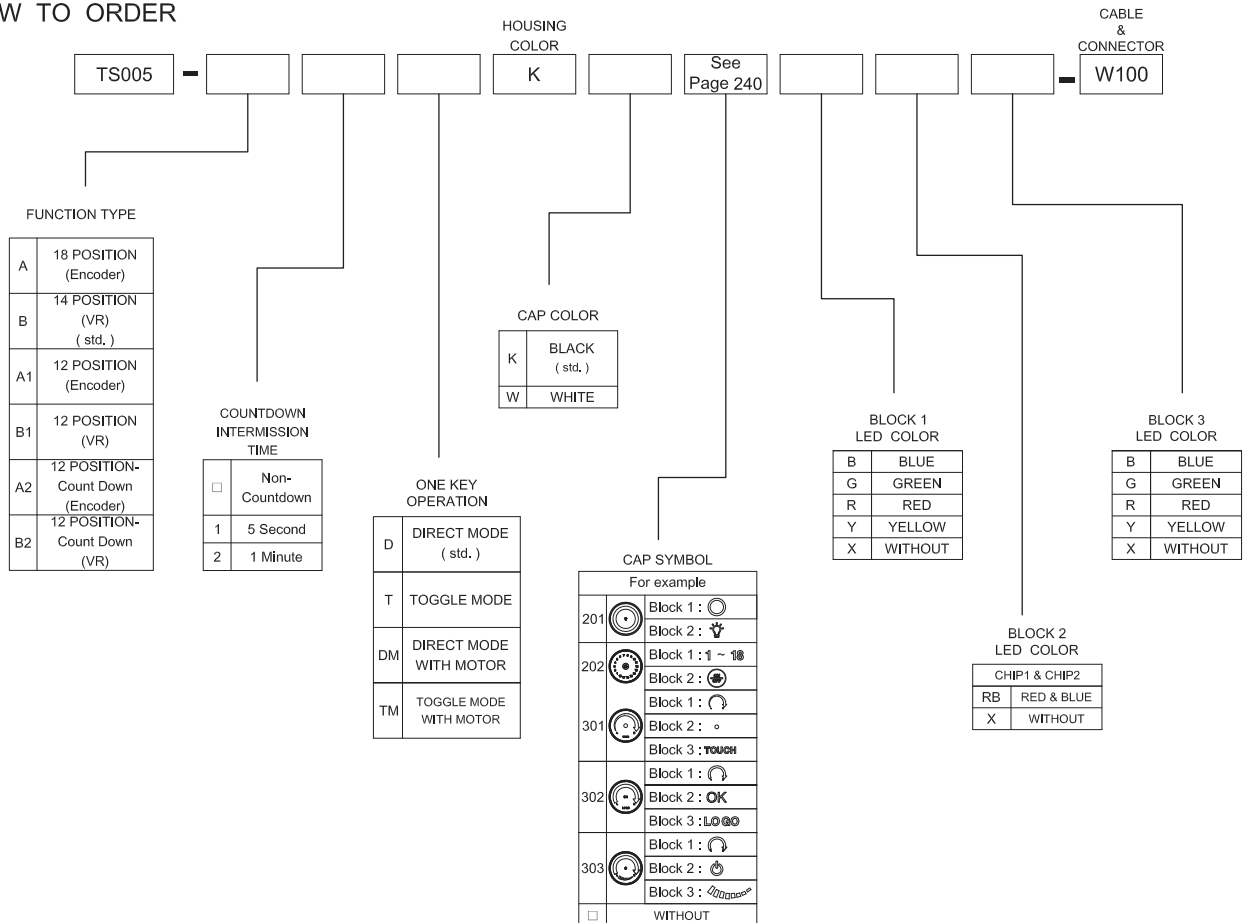 W TO ORDER
HOUSING
COLOR
CABLE
&
CONNECTOR
TS005 -
K
See
Page 240
- W100
FUNCTION TYPE
A 18 POSITION
(Encoder)
B 14 POSITION
(VR)
( std. )
A1 12 POSITION
(Encoder)
B1 12 POSITION
(VR)
A2 12 POSITION-
Count Down
(Encoder)
B2 12 POSITION-
Count Down
(VR)
COUNTDOWN
INTERMISSION
TIME
□ Non-
Countdown
1 5 Second
2 1 Minute
ONE KEY
OPERATION
D DIRECT MODE
( std. )
T TOGGLE MODE
DM DIRECT MODE
WITH MOTOR
TM TOGGLE MODE
WITH MOTOR
CAP COLOR
K BLACK
( std. )
W WHITE
CAP SYMBOL
For example
201 Block 1 :
Block 2 :
202 Block 1 : 1 ~ 18
Block 2 :
301 Block 1 :
Block 2 :
Block 3 : TOUCH
302 Block 1 :
Block 2 : OK
Block 3 : LOGO
303 Block 1 :
Block 2 :
Block 3 :
□ WITHOUT
BLOCK 1
LED COLOR
B BLUE
G GREEN
R RED
Y YELLOW
X WITHOUT
BLOCK 2
LED COLOR
CHIP1 & CHIP2
RB RED & BLUE
X WITHOUT
BLOCK 3
LED COLOR
B BLUE
G GREEN
R RED
Y YELLOW
X WITHOUT